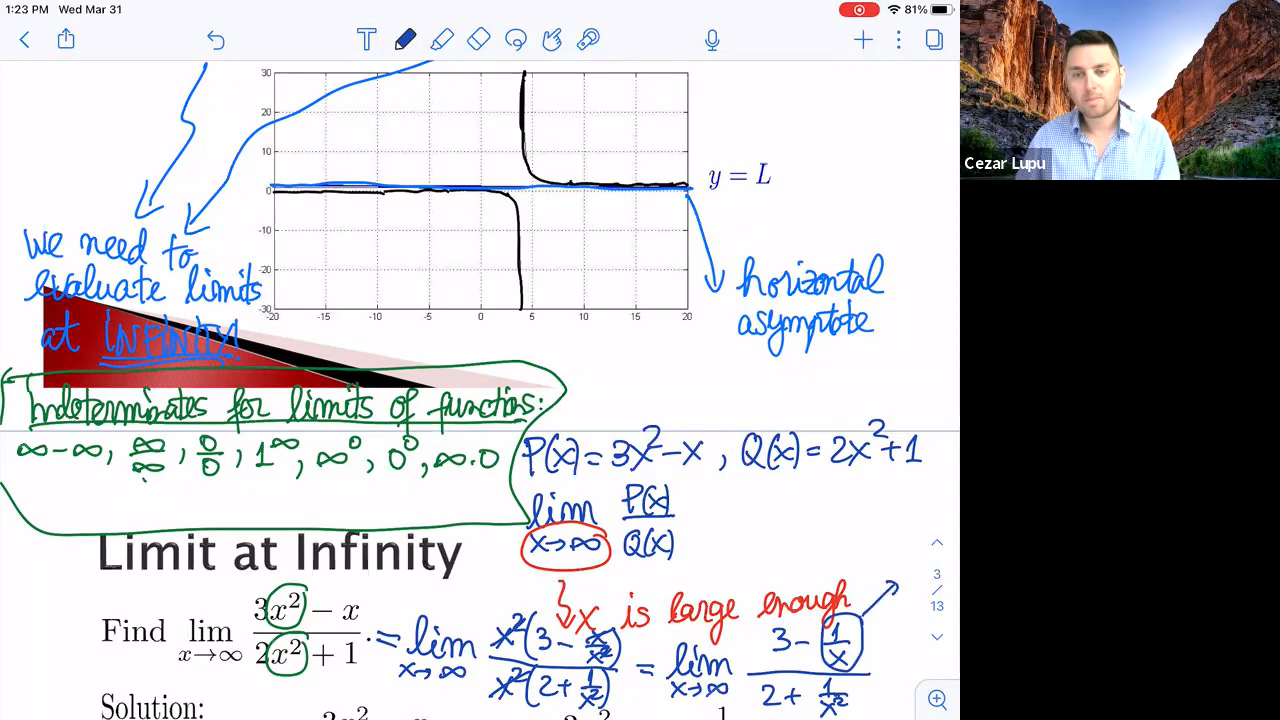 1:23 PM Wed Mar 31
81%
Cezar Lupu
30
20
10
0
-10
-20
-30
-20 -15 -10 -5 0 5 10 15 20
y = L
we need to
evaluate limits
at INFINITY.
horizontal
asymptote
Indeterminates for limits of functions:
∞-∞, ∞/∞, 0/0, 1^∞, ∞^0, 0^0, ∞·0
P(x)=3x²-x, Q(x)=2x²+1
lim x→∞ P(x)/Q(x)
x is large enough
Limit at Infinity
Find lim x→∞ (3x² − x)/(2x² + 1). = lim x→∞ x²(3 - x/x²)/x²(2+ 1/x²) = lim x→∞ (3 - 1/x)/(2+ 1/x²)
Solution:
3
/
13